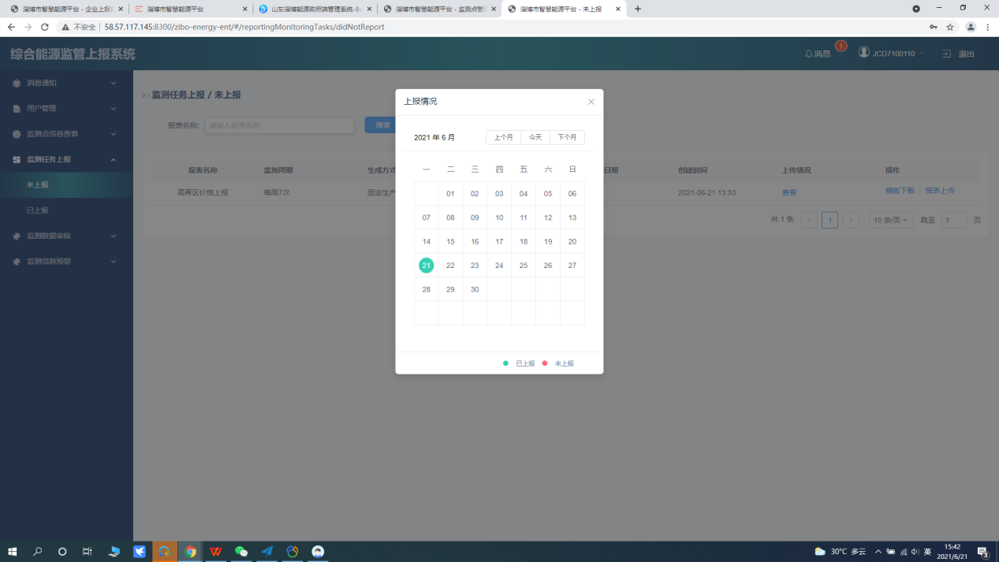 淄博市智慧能源平台 - 企业上报
淄博市智慧能源平台
山东淄博能源政府端管理系统-B
淄博市智慧能源平台 - 监测点
淄博市智慧能源平台 - 未上报
不安全 | 58.57.117.145:8300/zibo-energy-ent/#/reportingMonitoringTasks/didNotReport
综合能源监管上报系统
消息
1
JCD7100110
退出
消息通知
用户管理
监测点信息查看
监测任务上报
未上报
已上报
监测数据审核
监测信息预警
监测任务上报 / 未上报
报表名称:
请输入报表名称
搜索
报表名称 监测周期 生成方式 日期 创建时间 上传情况 操作
高青区价格上报 每周7次 固定生产 2021-06-21 13:53 查看 模板下载 报表上传
共 1 条 1 10 条/页 跳至 1 页
上报情况
2021 年 6 月 上个月 今天 下个月
一 二 三 四 五 六 日
01 02 03 04 05 06
07 08 09 10 11 12 13
14 15 16 17 18 19 20
21 22 23 24 25 26 27
28 29 30
已上报 未上报
30°C 多云
英
15:42
2021/6/21
3